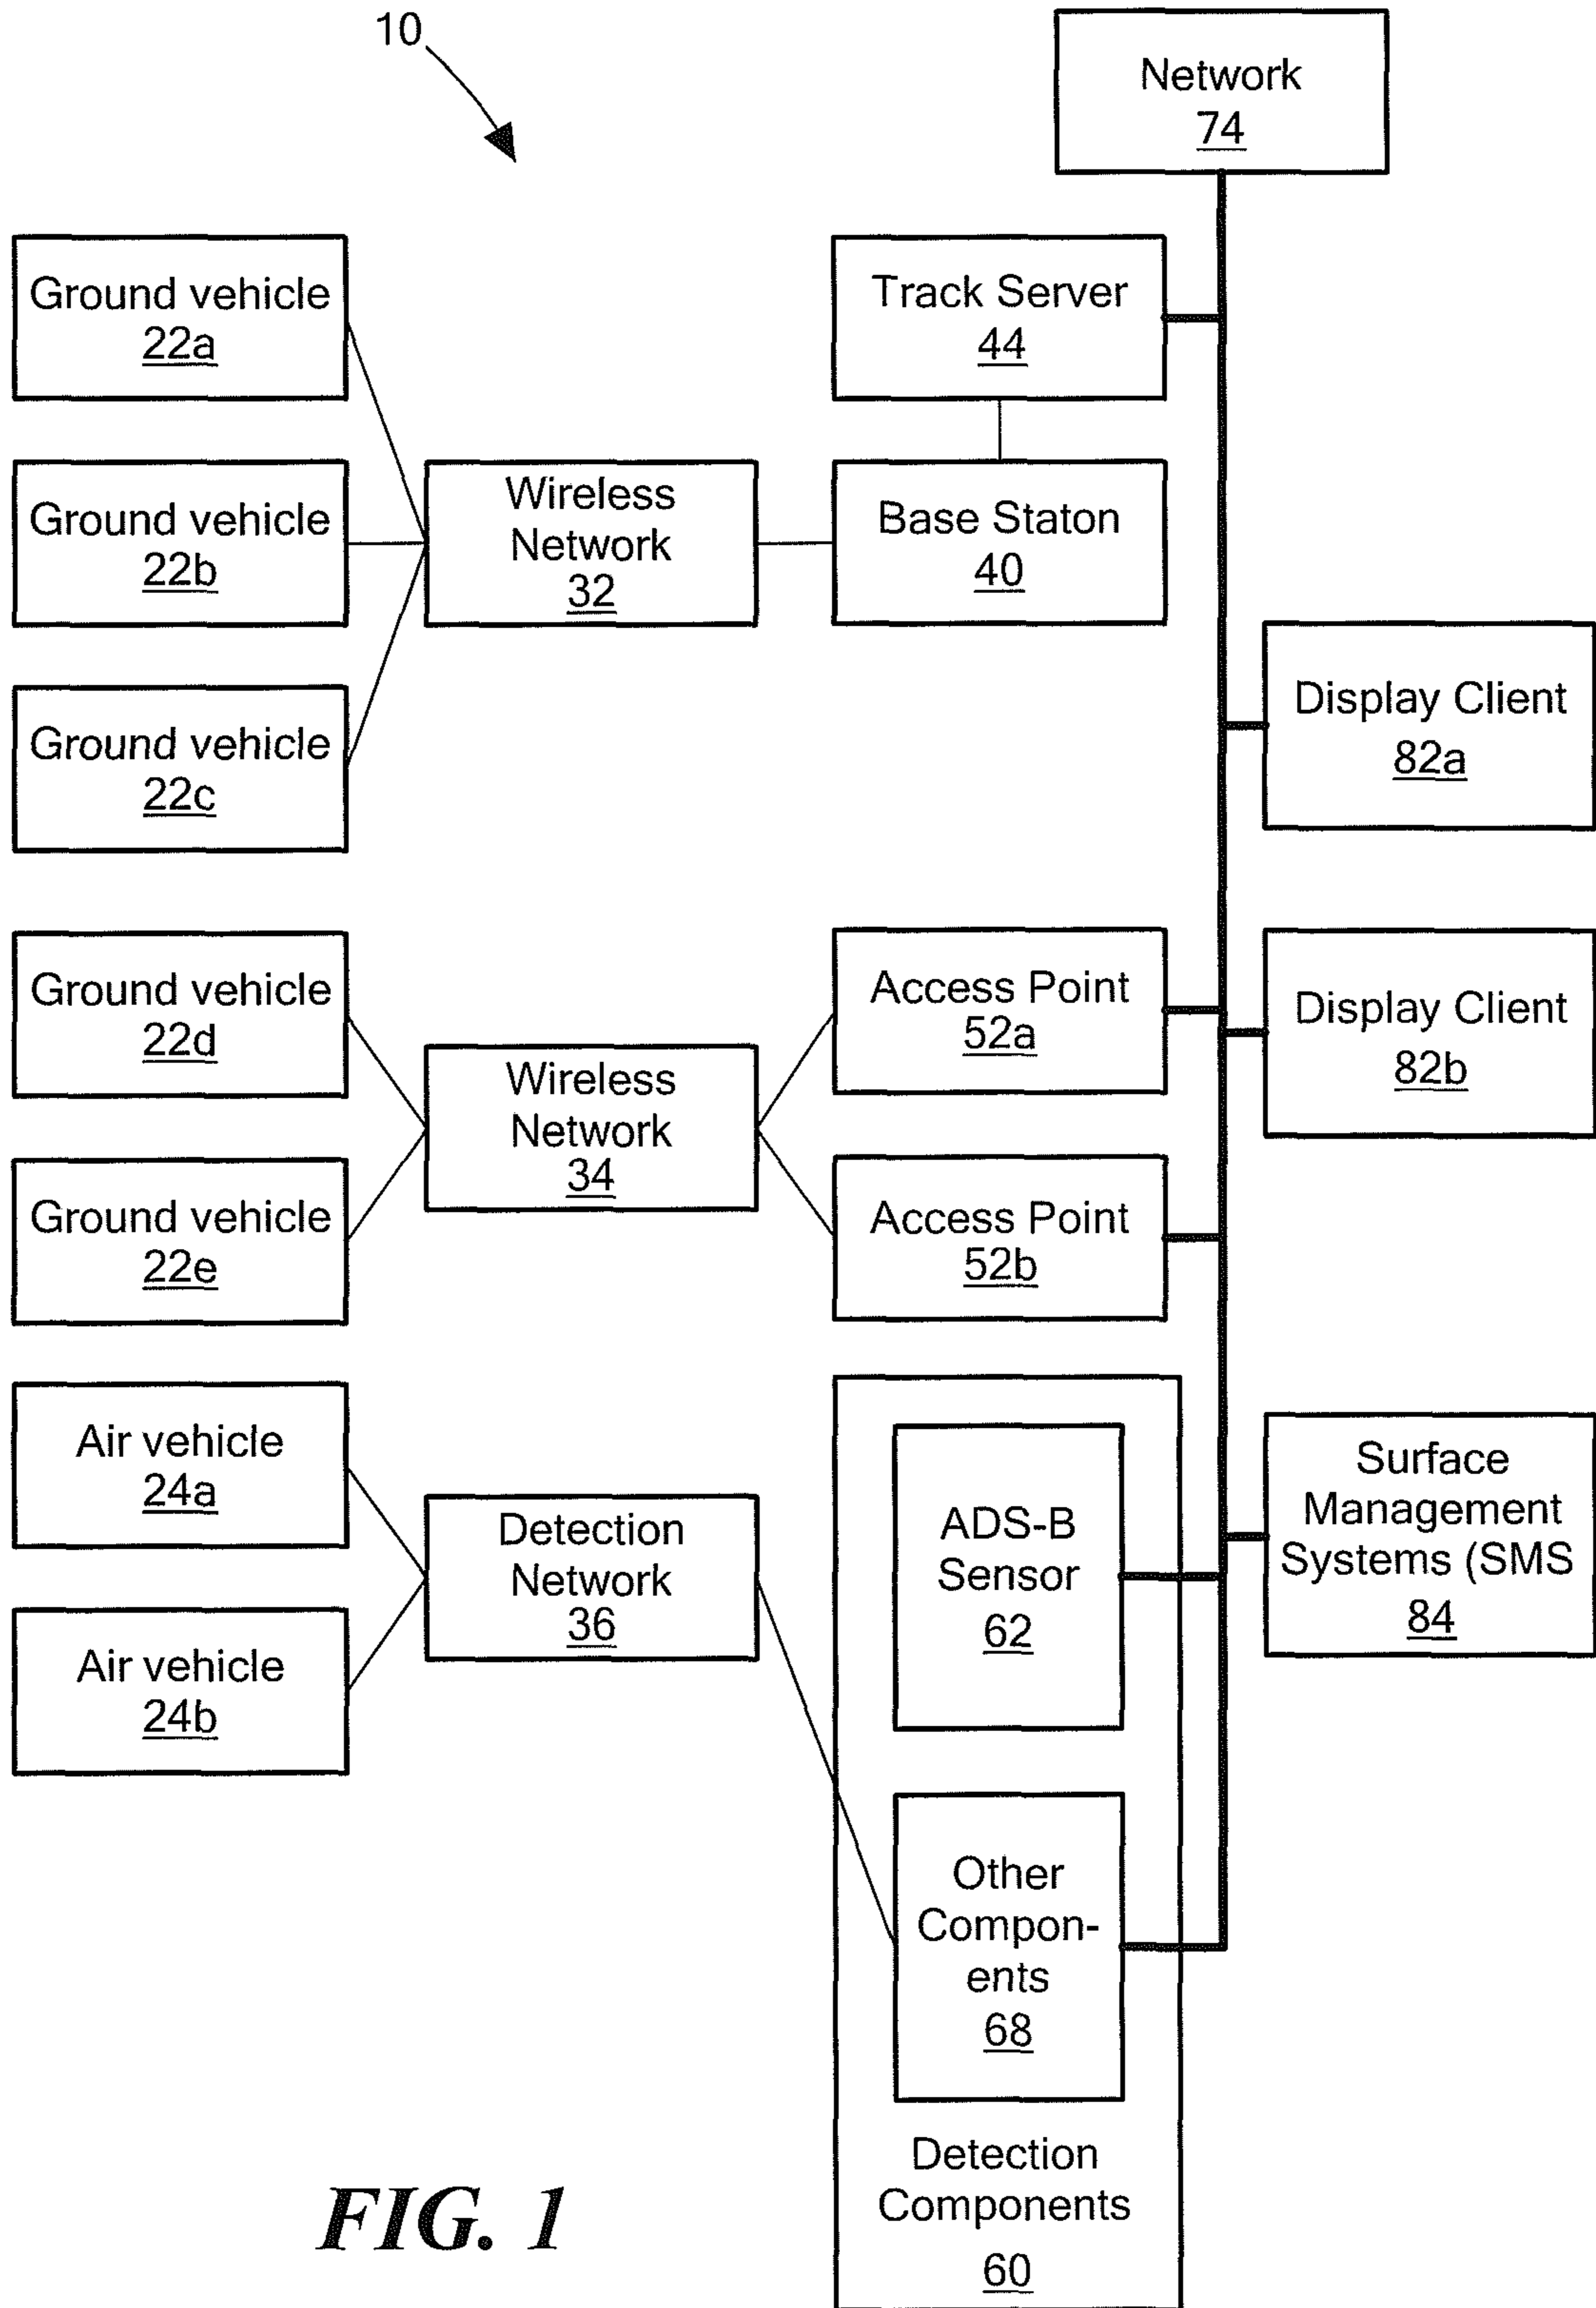 10
Network
74
Ground vehicle
22a
Track Server
44
Ground vehicle
22b
Wireless
Network
32
Base Staton
40
Ground vehicle
22c
Display Client
82a
Ground vehicle
22d
Wireless
Network
34
Access Point
52a
Display Client
82b
Ground vehicle
22e
Access Point
52b
Air vehicle
24a
Detection
Network
36
ADS-B
Sensor
62
Surface
Management
Systems (SMS
84
Air vehicle
24b
Other
Compon-
ents
68
Detection
Components
60
FIG. 1